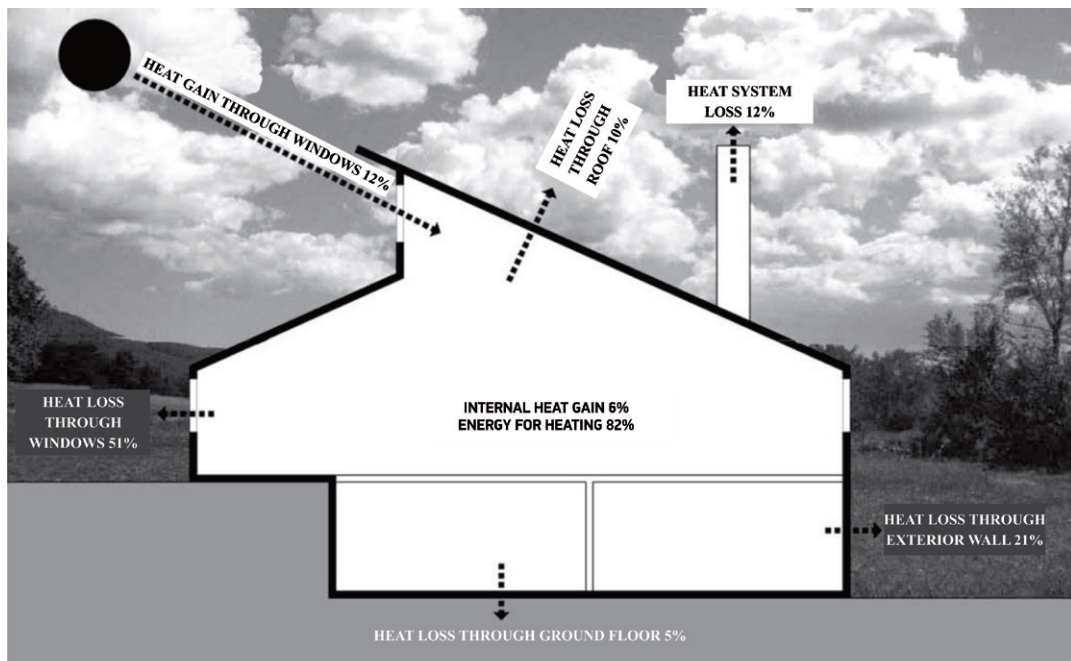 HEAT GAIN THROUGH WINDOWS 12%
HEAT LOSS
THROUGH
ROOF 10%
HEAT SYSTEM
LOSS 12%
HEAT LOSS
THROUGH
WINDOWS 51%
INTERNAL HEAT GAIN 6%
ENERGY FOR HEATING 82%
HEAT LOSS THROUGH
EXTERIOR WALL 21%
HEAT LOSS THROUGH GROUND FLOOR 5%